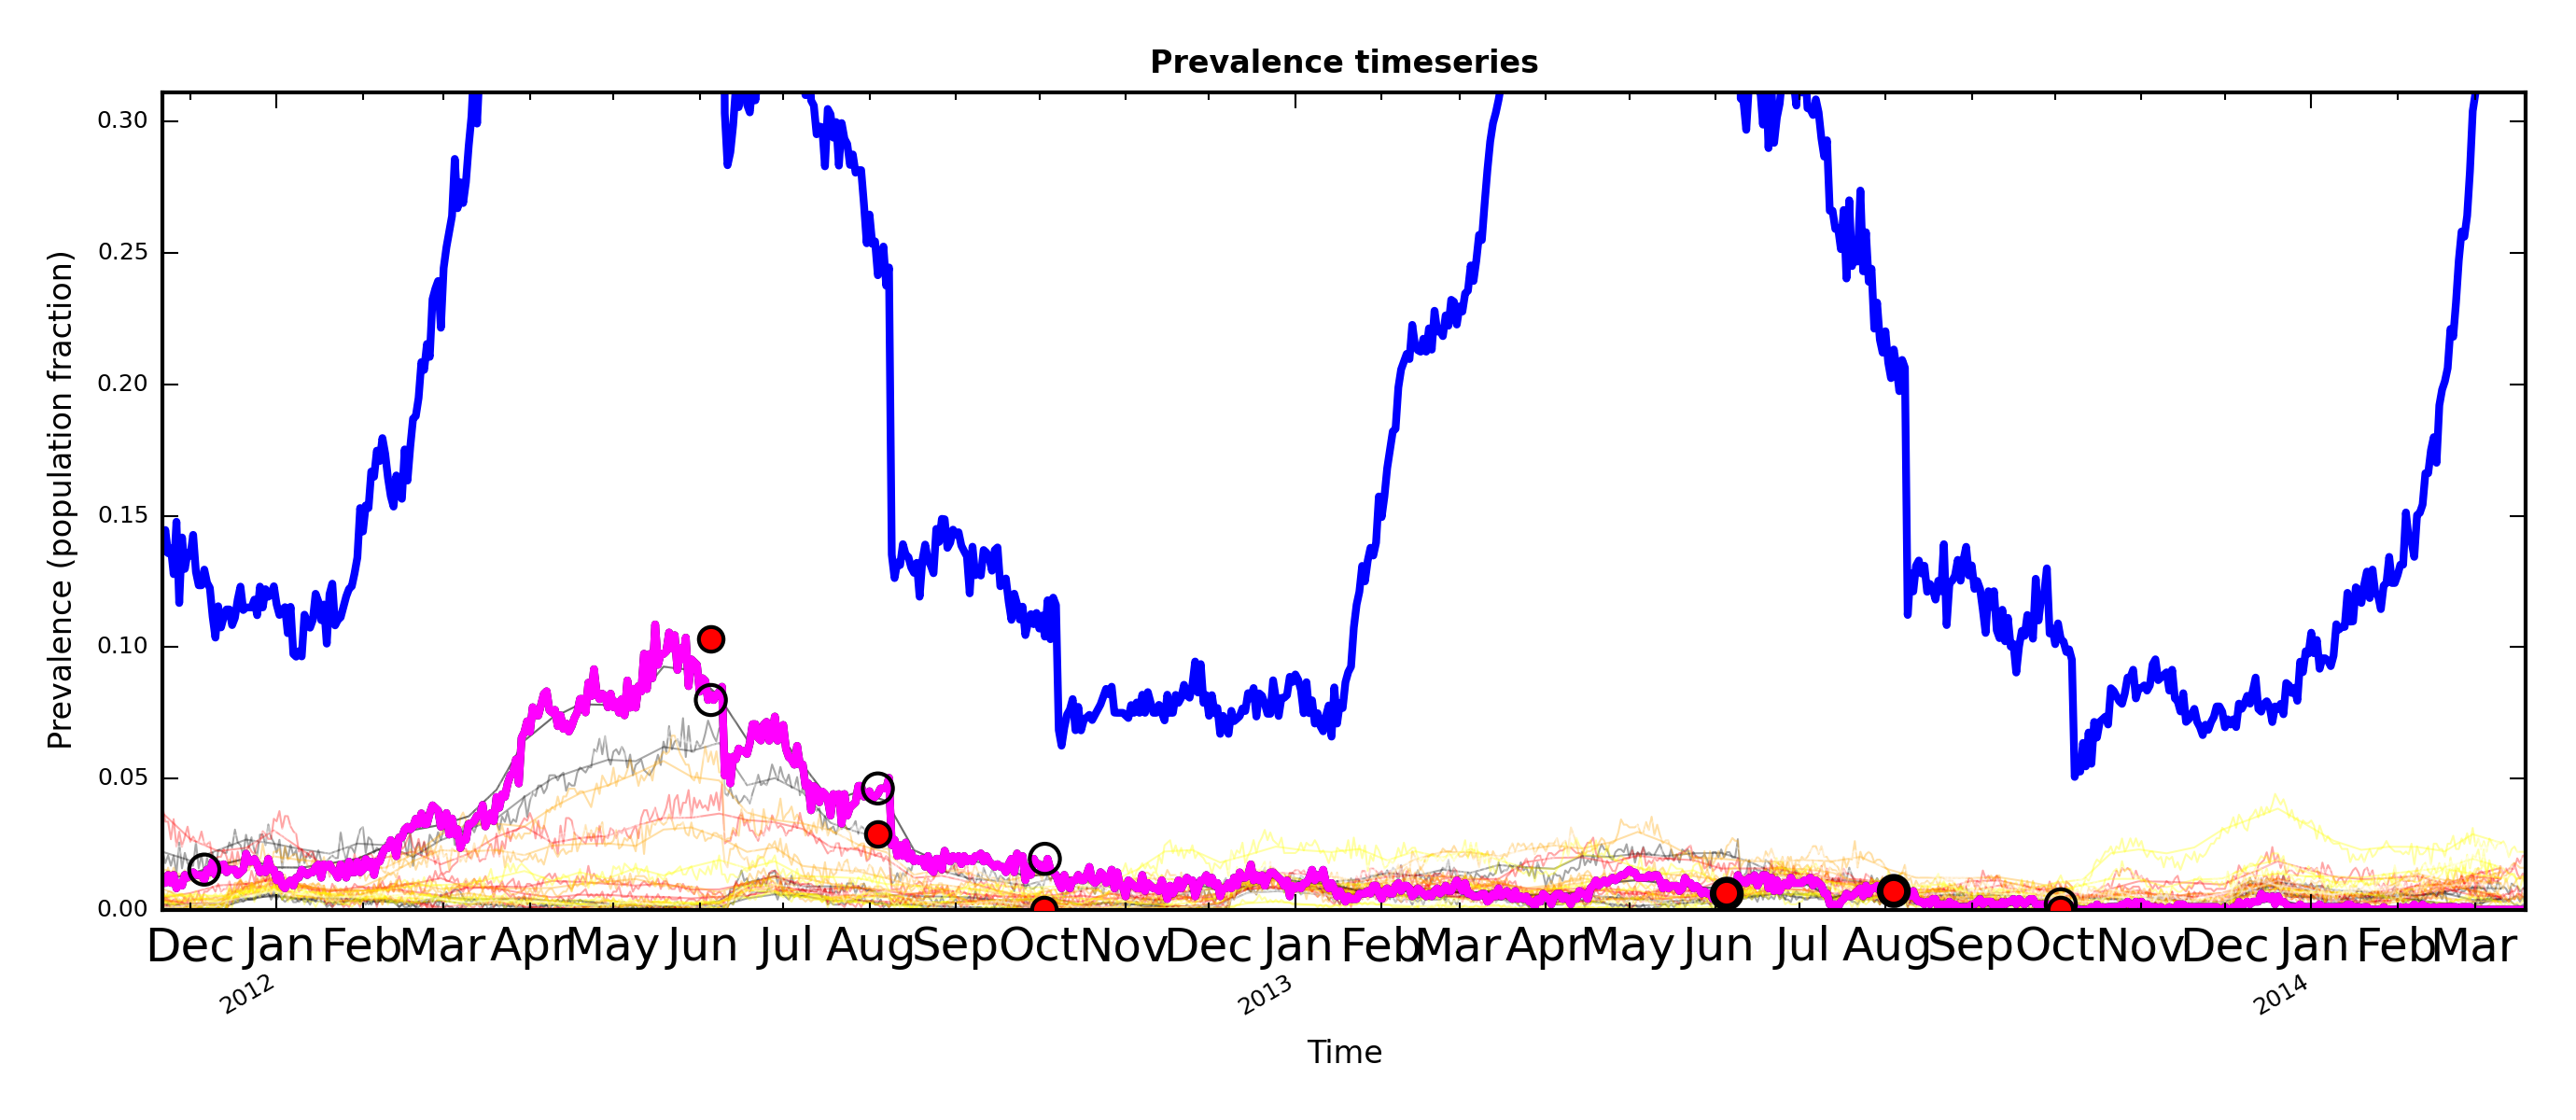 Prevalence timeseries
Prevalence (population fraction)
0.30
0.25
0.20
0.15
0.10
0.05
0.00
Dec Jan Feb Mar Apr May Jun Jul Aug Sep Oct Nov Dec Jan Feb Mar Apr May Jun Jul Aug Sep Oct Nov Dec Jan Feb Mar
2012 2013 2014
Time